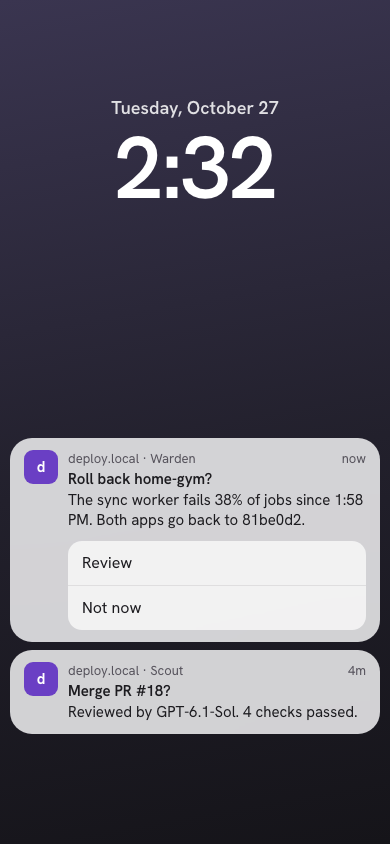 Tuesday, October 27
2:32
d
deploy.local · Warden
now
Roll back home-gym?
The sync worker fails 38% of jobs since 1:58
PM. Both apps go back to 81be0d2.
Review
Not now
d
deploy.local · Scout
4m
Merge PR #18?
Reviewed by GPT-6.1-Sol. 4 checks passed.